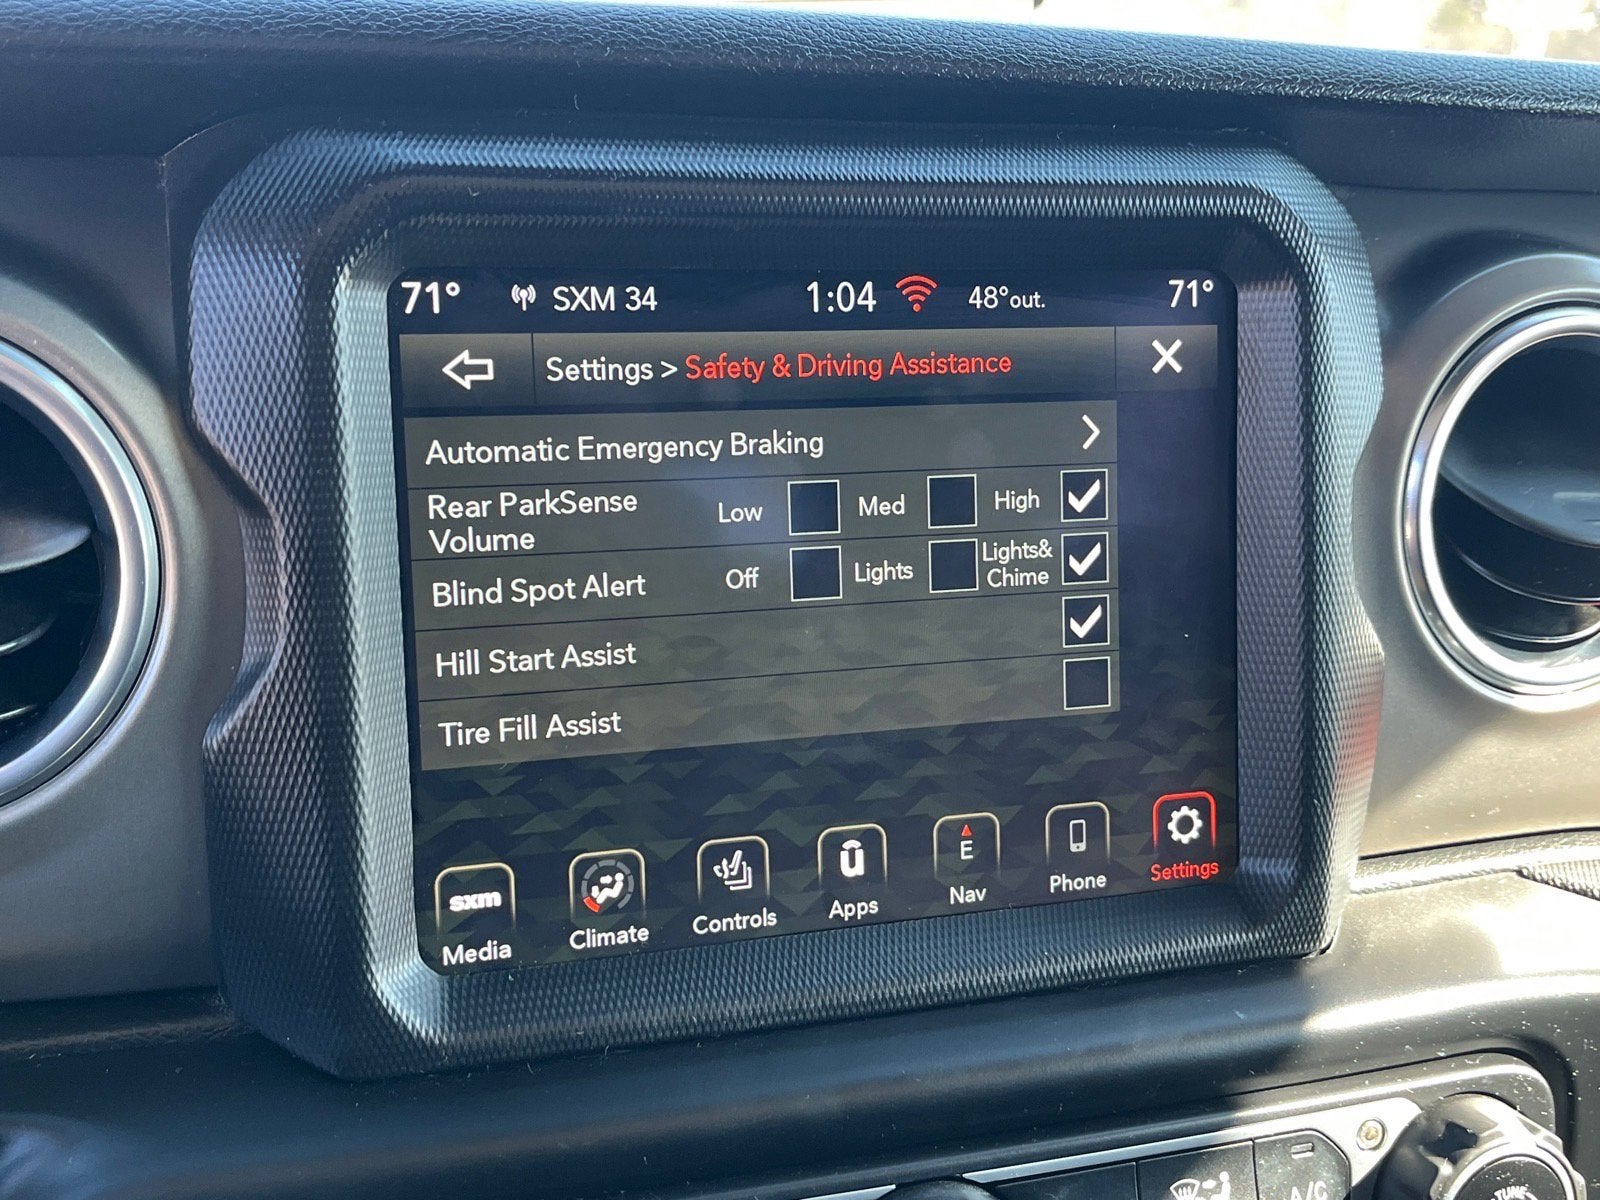 71° SXM 34 1:04 48°out. 71°
Settings > Safety & Driving Assistance
Automatic Emergency Braking
Rear ParkSense
Volume
Low Med High
Blind Spot Alert Off Lights Lights&
Chime
Hill Start Assist
Tire Fill Assist
sxm
Media
Climate
Controls
Apps
E
Nav
Phone
Settings
A/C
TUNE